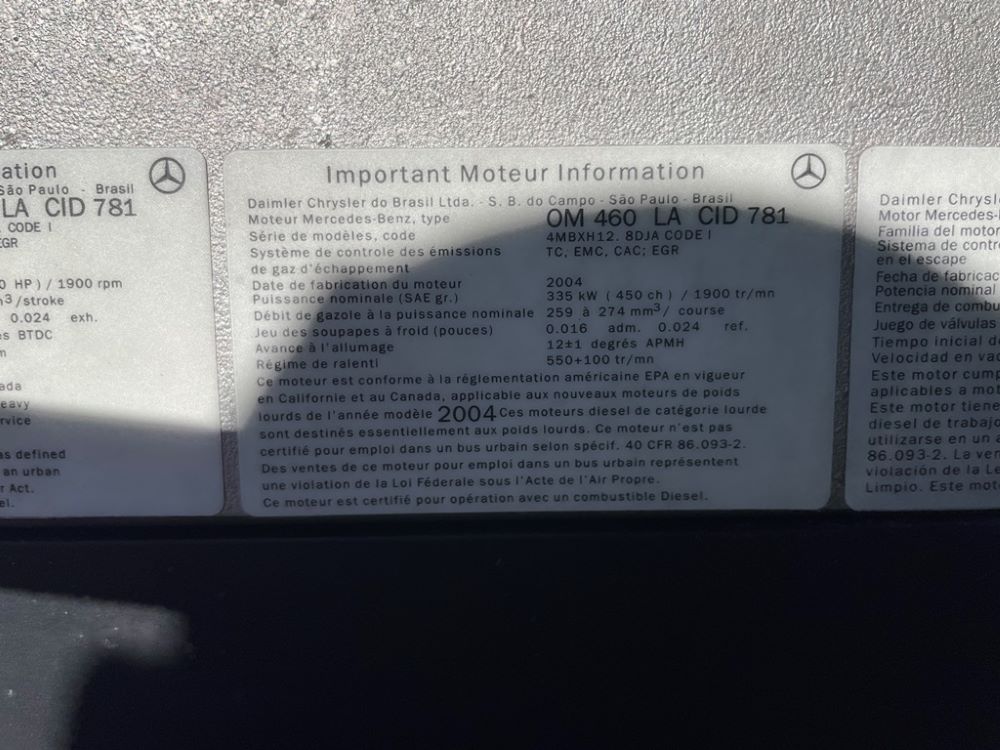 ation
São Paulo - Brasil
LA CID 781
CODE I
EGR
0 HP ) / 1900 rpm
m³/stroke
0.024 exh.
es BTDC
m
ada
eavy
rvice
as defined
an urban
r Act.
el.
Important Moteur Information
Daimler Chrysler do Brasil Ltda. - S. B. do Campo - São Paulo - Brasil
Moteur Mercedes-Benz, type OM 460 LA CID 781
Série de modèles, code 4MBXH12. 8DJA CODE I
Système de controle des émissions TC, EMC, CAC; EGR
de gaz d'échappement
Date de fabrication du moteur 2004
Puissance nominale (SAE gr.) 335 kW ( 450 ch ) / 1900 tr/mn
Débit de gazole à la puissance nominale 259 à 274 mm³/ course
Jeu des soupapes à froid (pouces) 0.016 adm. 0.024 ref.
Avance à l'allumage 12±1 degrés APMH
Régime de ralenti 550+100 tr/mn
Ce moteur est conforme à la réglementation américaine EPA en vigueur
en Californie et au Canada, applicable aux nouveaux moteurs de poids
lourds de l'année modèle 2004 Ces moteurs diesel de catégorie lourde
sont destinés essentiellement aux poids lourds. Ce moteur n'est pas
certifié pour emploi dans un bus urbain selon spécif. 40 CFR 86.093-2.
Des ventes de ce moteur pour emploi dans un bus urbain représentent
une violation de la Loi Féderale sous l'Acte de l'Air Propre.
Ce moteur est certifié pour opération avec un combustible Diesel.
Daimler Chrysl
Motor Mercedes-
Familia del motor
Sistema de contr
en el escape
Fecha de fabricac
Potencia nominal
Entrega de combu
Juego de válvulas
Tiempo inicial d
Velocidad en vac
Este motor cump
aplicables a mot
Este motor tiene
diesel de trabajo
utilizarse en un a
86.093-2. La ven
violación de la Le
Limpio. Este mot